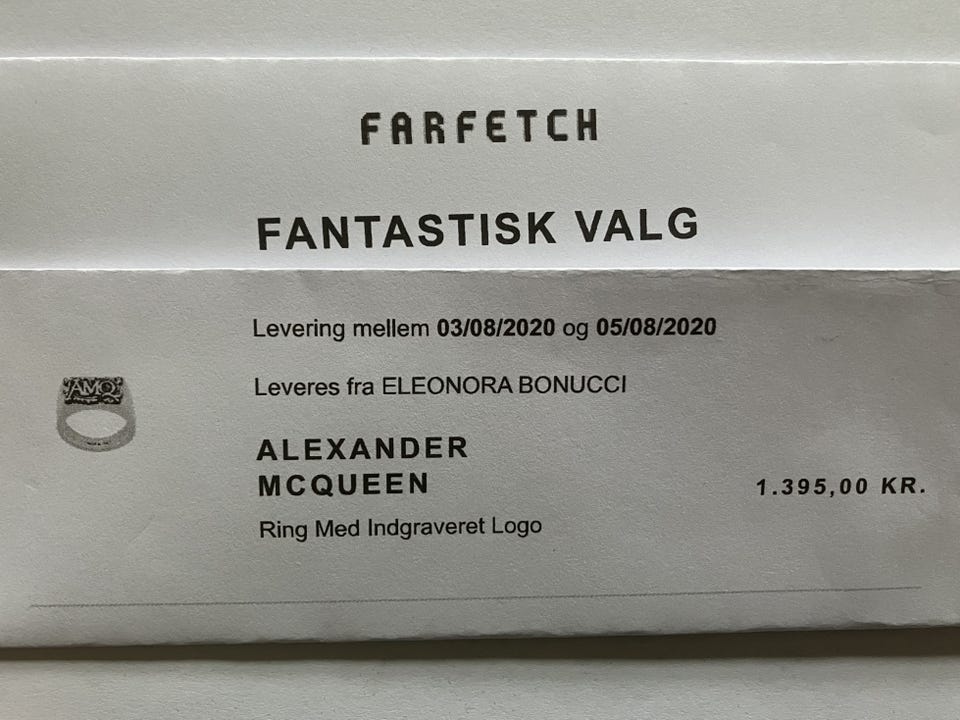 FARFETCH
FANTASTISK VALG
Levering mellem 03/08/2020 og 05/08/2020
Leveres fra ELEONORA BONUCCI
AMQ
ALEXANDER
MCQUEEN
1.395,00 KR.
Ring Med Indgraveret Logo